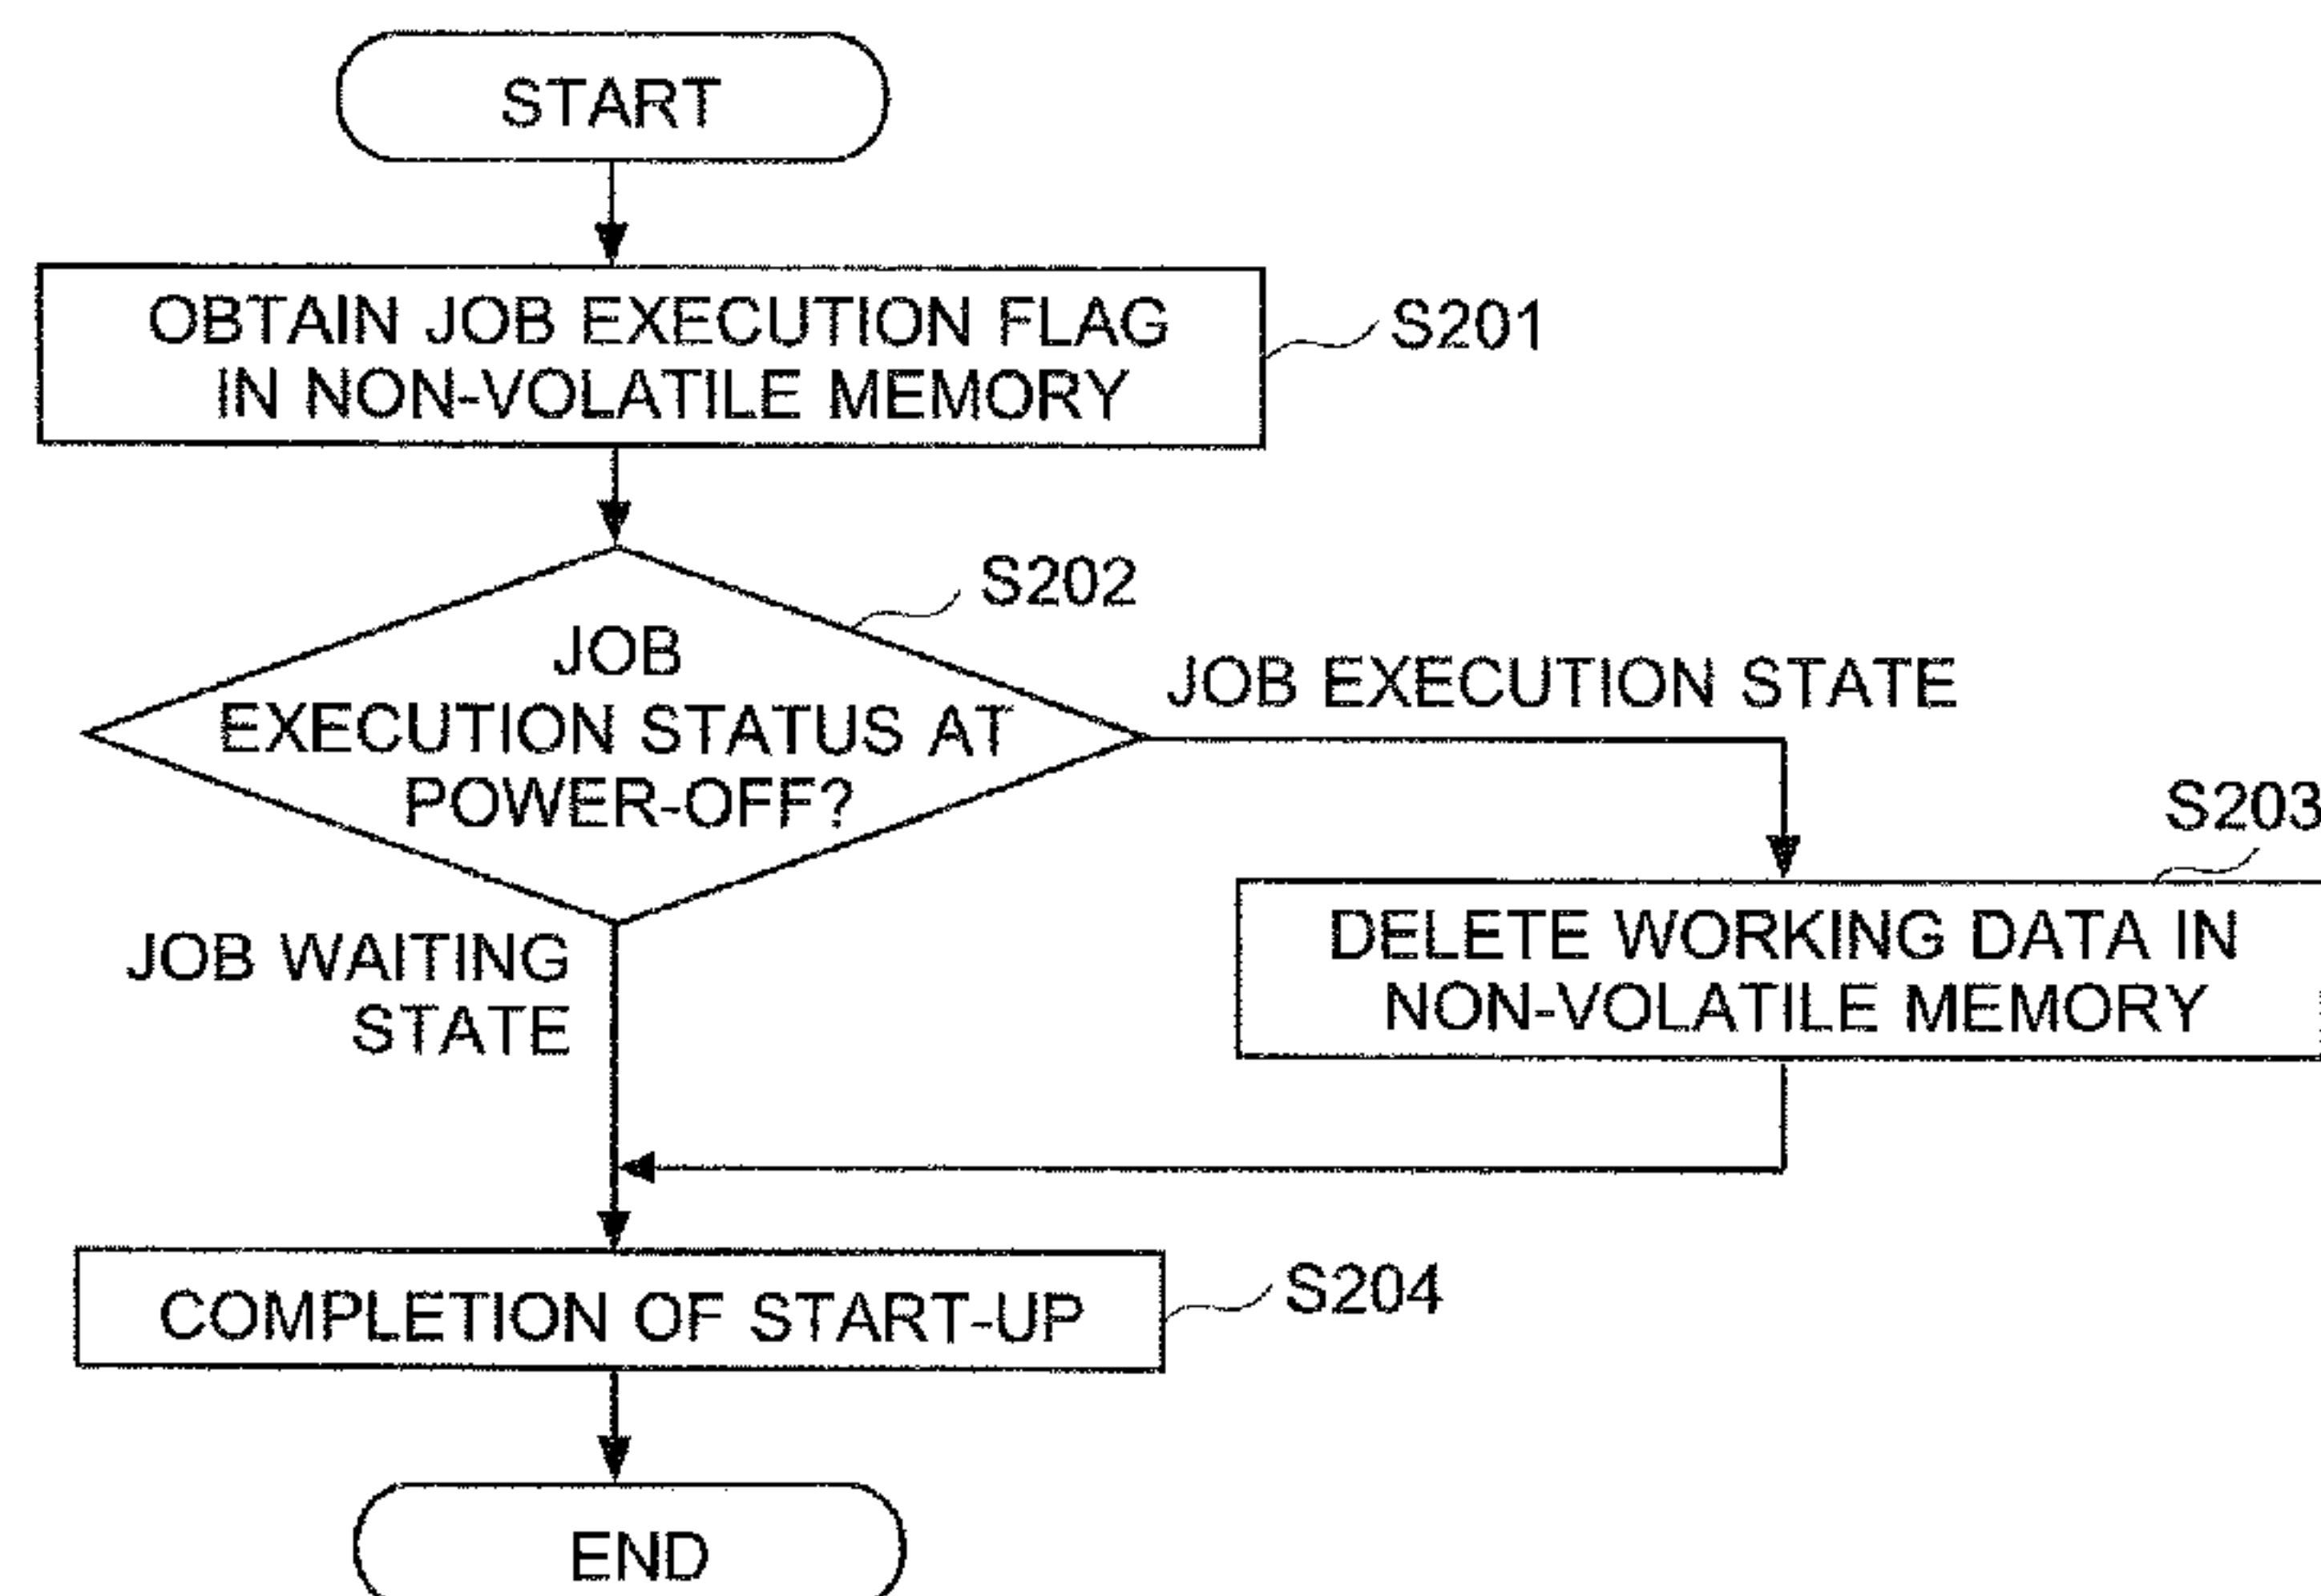 START
OBTAIN JOB EXECUTION FLAG
IN NON-VOLATILE MEMORY
S201
S202
JOB
EXECUTION STATUS AT
POWER-OFF?
JOB EXECUTION STATE
S203
DELETE WORKING DATA IN
NON-VOLATILE MEMORY
JOB WAITING
STATE
COMPLETION OF START-UP
S204
END